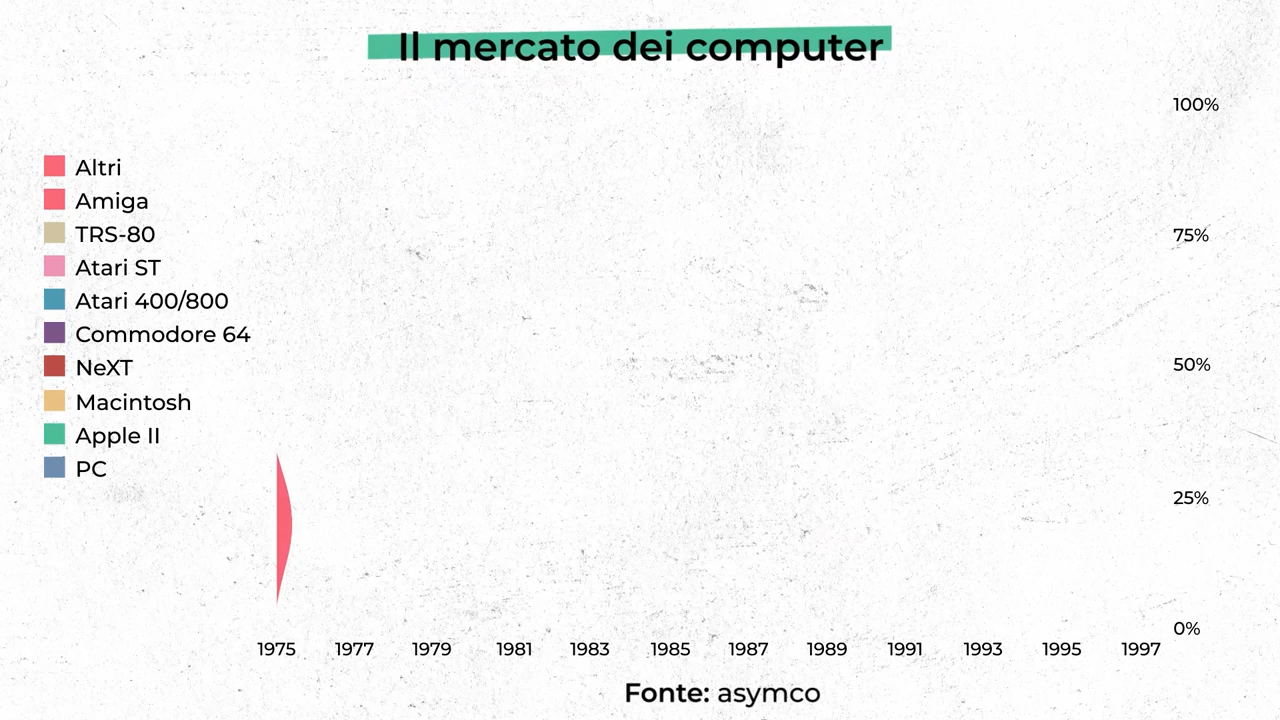 Il mercato dei computer
100%
Altri
Amiga
TRS-80
75%
Atari ST
Atari 400/800
Commodore 64
NeXT
50%
Macintosh
Apple II
PC
25%
0%
1975 1977 1979 1981 1983 1985 1987 1989 1991 1993 1995 1997
Fonte: asymco